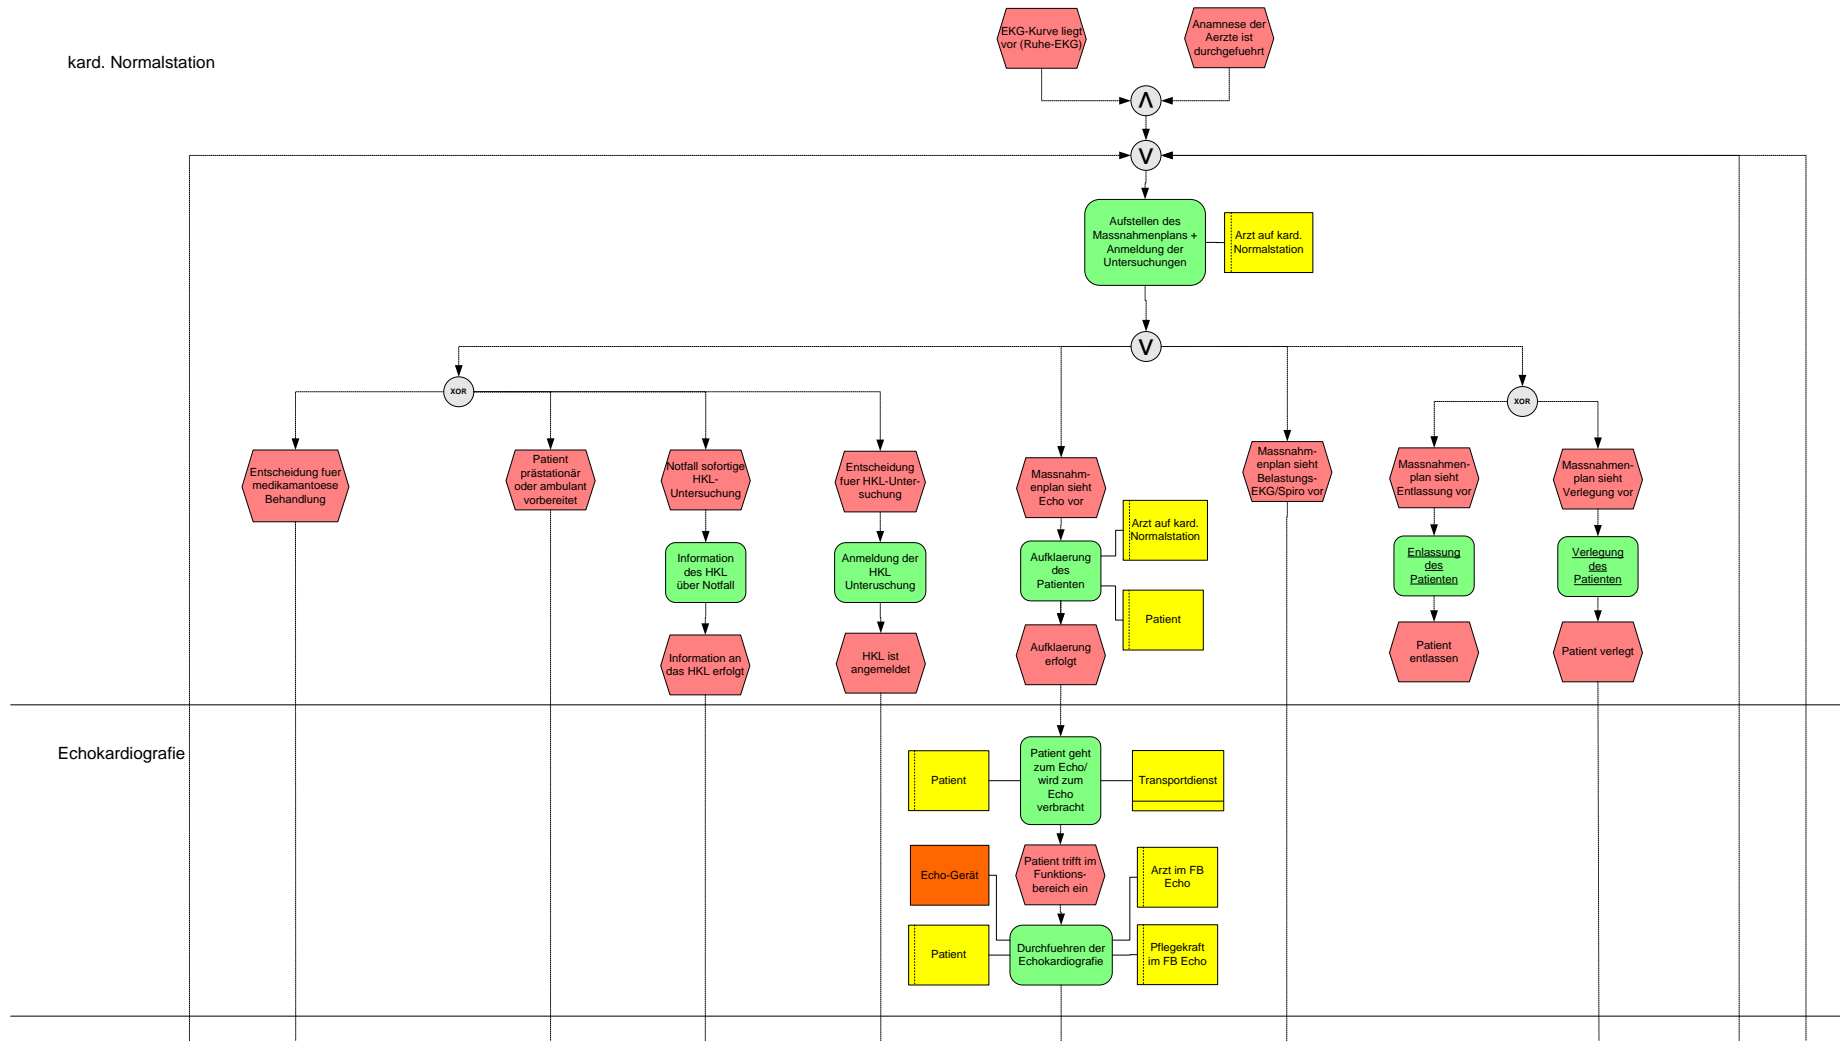 EKG-Kurve liegt
vor (Ruhe-EKG)
Anamnese der
Aerzte ist
durchgefuehrt
kard. Normalstation
Λ
V
Aufstellen des
Massnahmenplans +
Anmeldung der
Untersuchungen
Arzt auf kard.
Normalstation
V
XOR
XOR
Entscheidung fuer
medikamantoese
Behandlung
Patient
prästationär
oder ambulant
vorbereitet
Notfall sofortige
HKL-
Untersuchung
Entscheidung
fuer HKL-Unter-
suchung
Massnahm-
enplan sieht
Echo vor
Massnahm-
enplan sieht
Belastungs-
EKG/Spiro vor
Massnahmen-
plan sieht
Entlassung vor
Massnahmen-
plan sieht
Verlegung vor
Arzt auf kard.
Normalstation
Information
des HKL
über Notfall
Anmeldung der
HKL
Unteruschung
Aufklaerung
des
Patienten
Enlassung
des
Patienten
Verlegung
des
Patienten
Patient
Information an
das HKL erfolgt
HKL ist
angemeldet
Aufklaerung
erfolgt
Patient
entlassen
Patient verlegt
Echokardiografie
Patient
Patient geht
zum Echo/
wird zum
Echo
verbracht
Transportdienst
Echo-Gerät
Patient trifft im
Funktions-
bereich ein
Arzt im FB
Echo
Patient
Durchfuehren der
Echokardiografie
Pflegekraft
im FB Echo